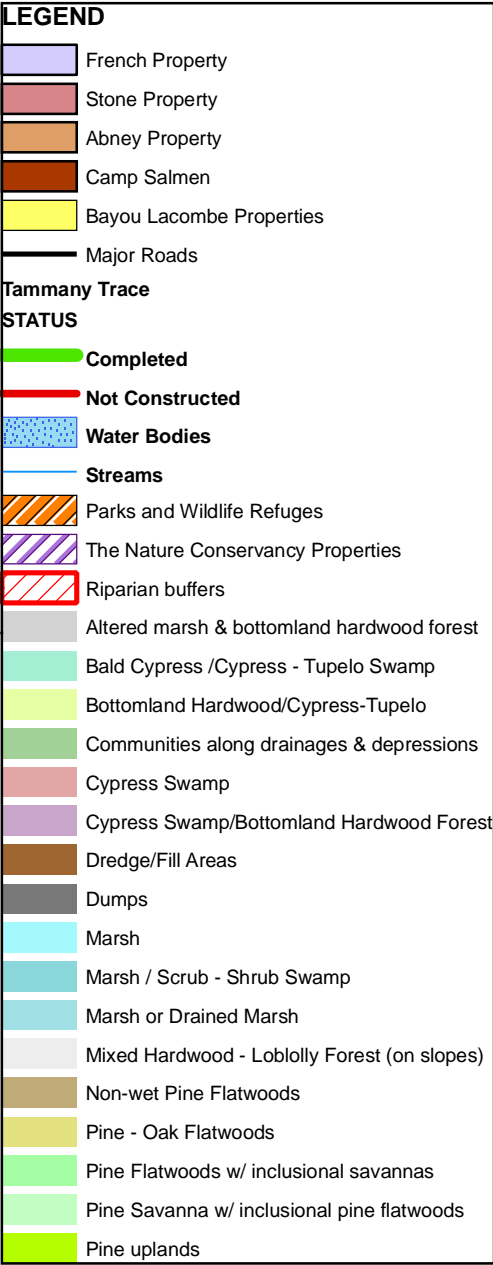 LEGEND
French Property
Stone Property
Abney Property
Camp Salmen
Bayou Lacombe Properties
Major Roads
Tammany Trace
STATUS
Completed
Not Constructed
Water Bodies
Streams
Parks and Wildlife Refuges
The Nature Conservancy Properties
Riparian buffers
Altered marsh & bottomland hardwood forest
Bald Cypress /Cypress - Tupelo Swamp
Bottomland Hardwood/Cypress-Tupelo
Communities along drainages & depressions
Cypress Swamp
Cypress Swamp/Bottomland Hardwood Forest
Dredge/Fill Areas
Dumps
Marsh
Marsh / Scrub - Shrub Swamp
Marsh or Drained Marsh
Mixed Hardwood - Loblolly Forest (on slopes)
Non-wet Pine Flatwoods
Pine - Oak Flatwoods
Pine Flatwoods w/ inclusional savannas
Pine Savanna w/ inclusional pine flatwoods
Pine uplands